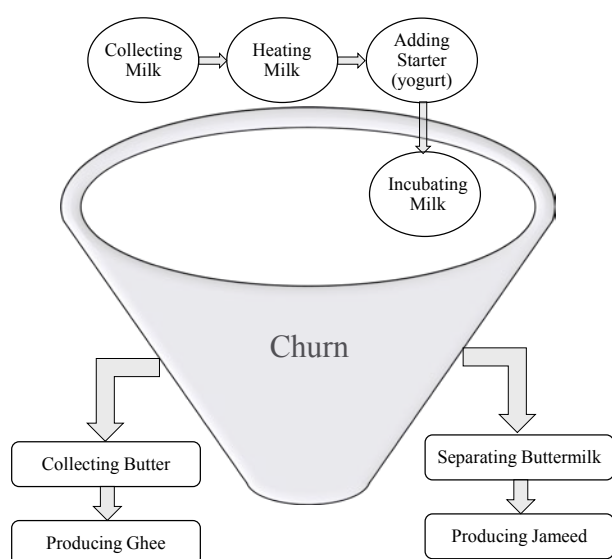 Collecting
Milk
Heating
Milk
Adding
Starter
(yogurt)
Incubating
Milk
Churn
Collecting Butter
Separating Buttermilk
Producing Ghee
Producing Jameed